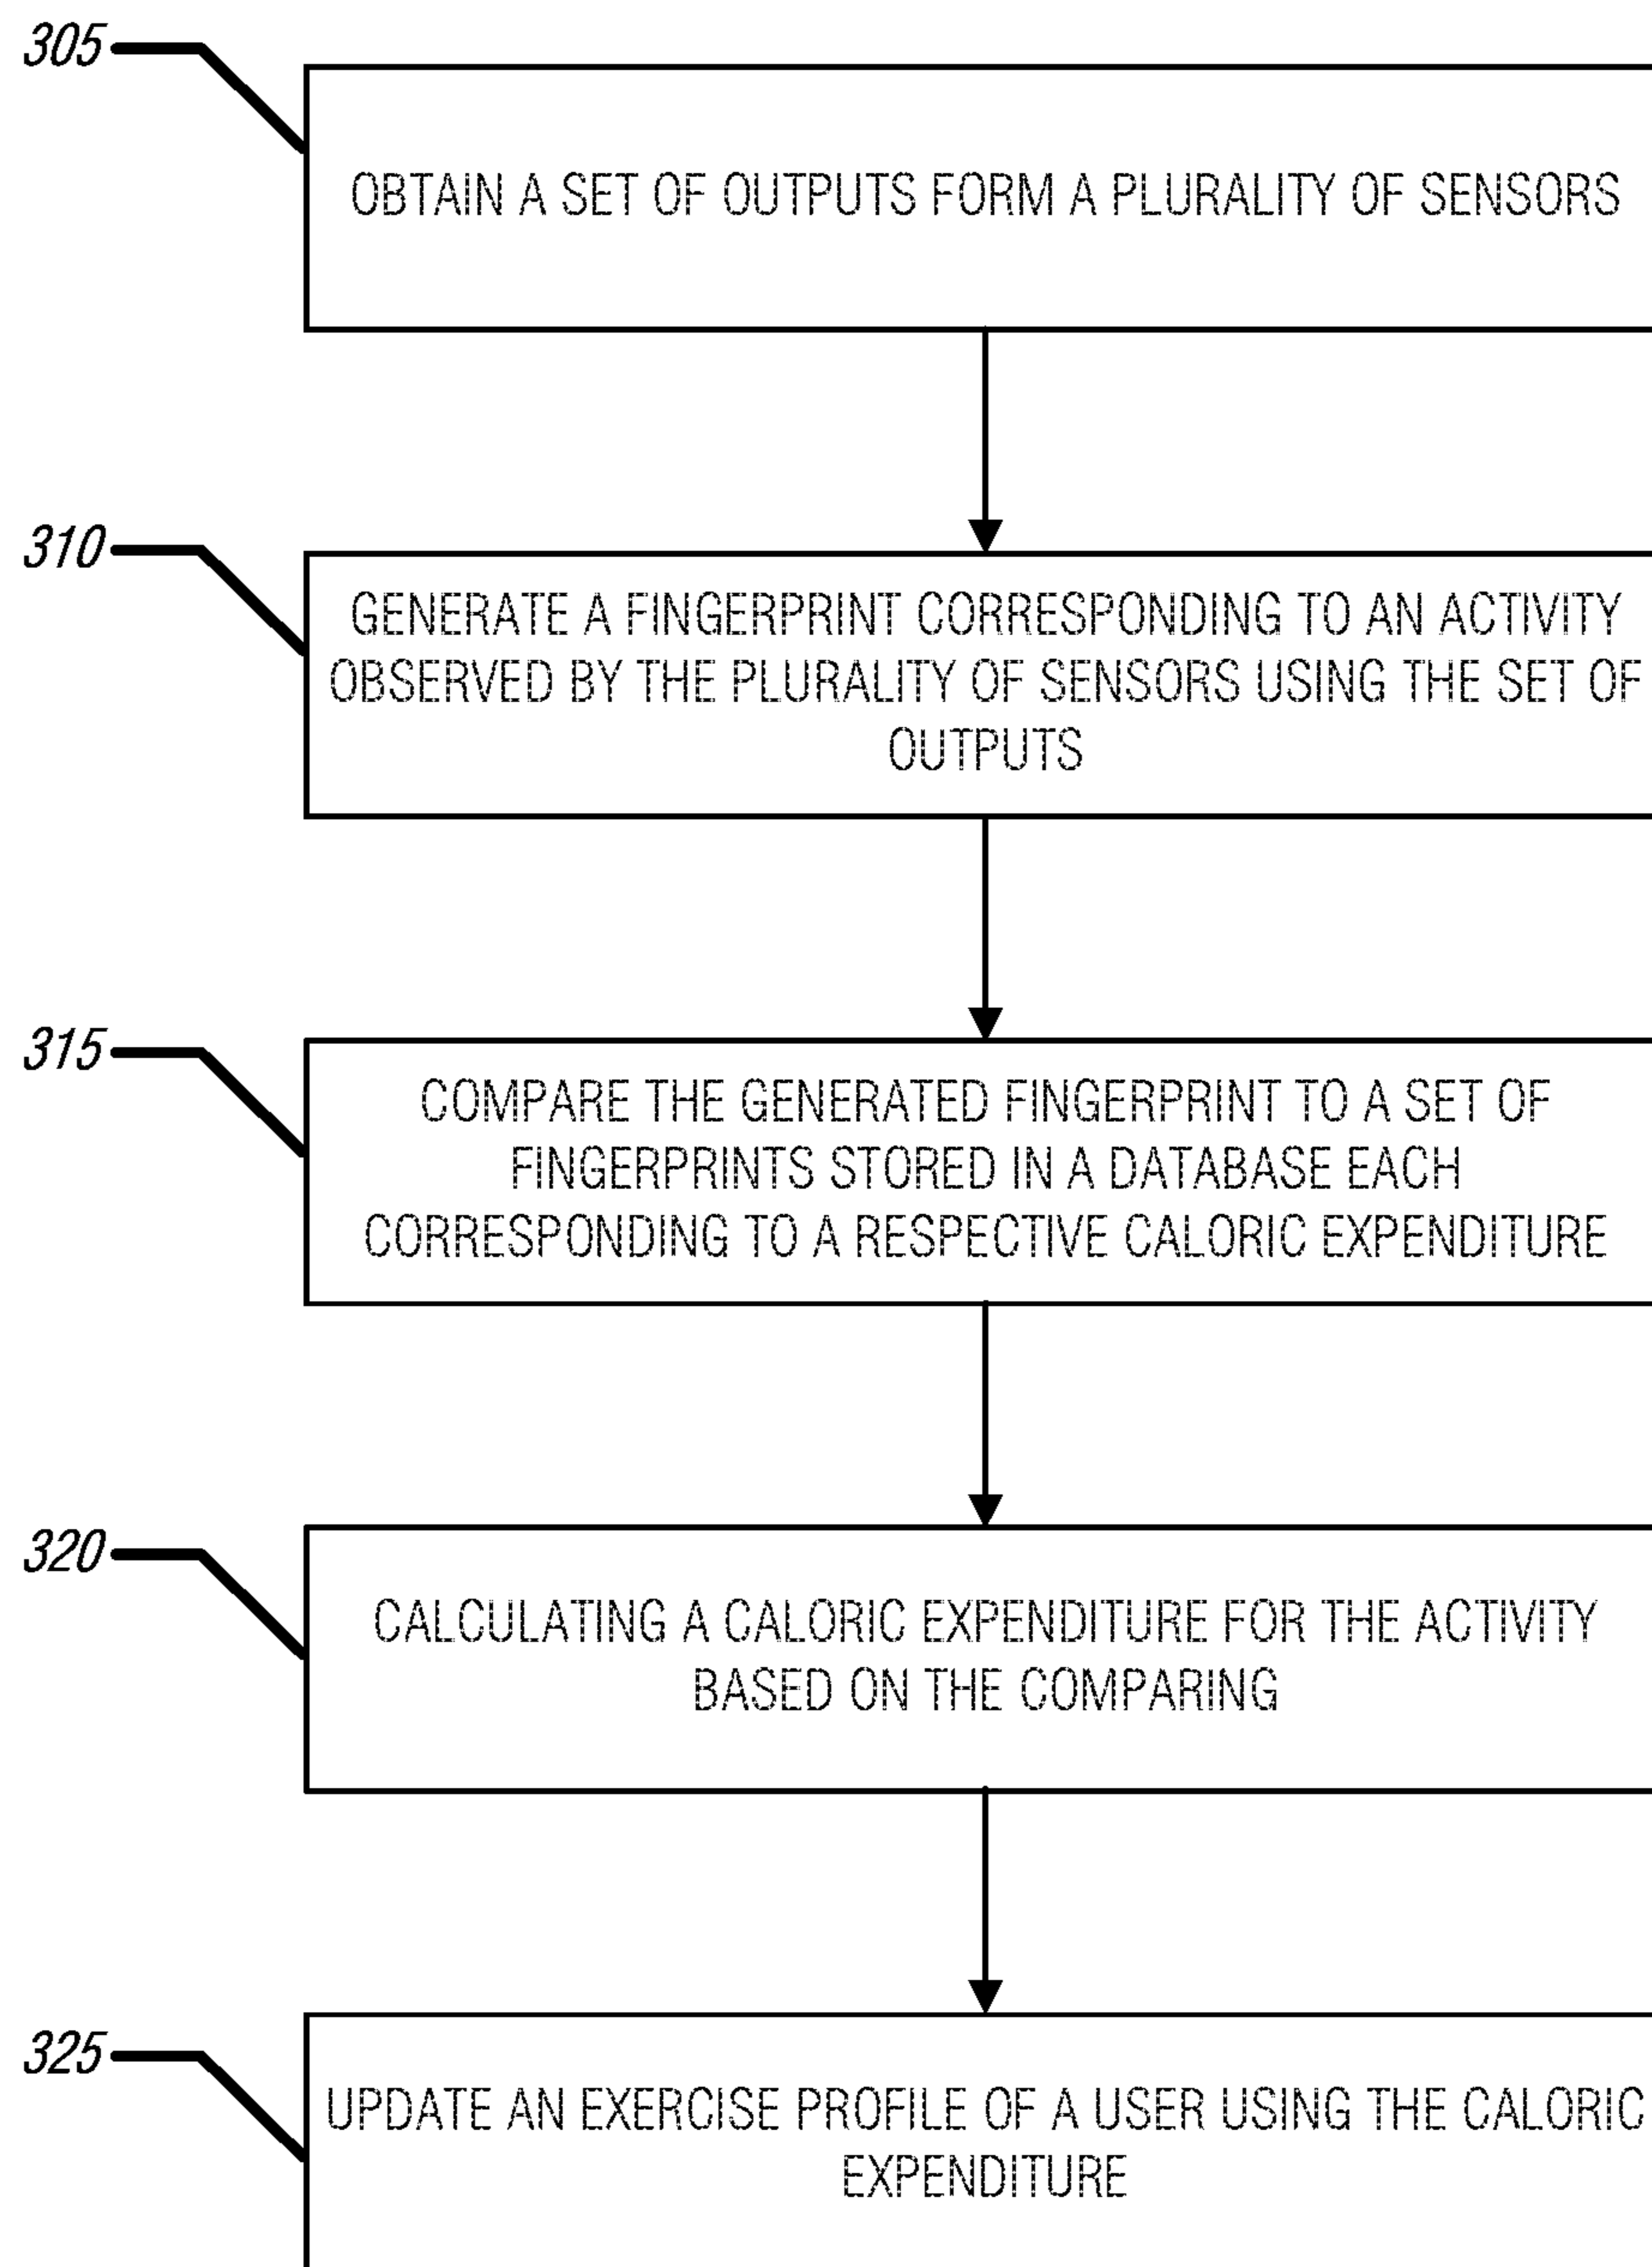 305
OBTAIN A SET OF OUTPUTS FORM A PLURALITY OF SENSORS
310
GENERATE A FINGERPRINT CORRESPONDING TO AN ACTIVITY
OBSERVED BY THE PLURALITY OF SENSORS USING THE SET OF
OUTPUTS
315
COMPARE THE GENERATED FINGERPRINT TO A SET OF
FINGERPRINTS STORED IN A DATABASE EACH
CORRESPONDING TO A RESPECTIVE CALORIC EXPENDITURE
320
CALCULATING A CALORIC EXPENDITURE FOR THE ACTIVITY
BASED ON THE COMPARING
325
UPDATE AN EXERCISE PROFILE OF A USER USING THE CALORIC
EXPENDITURE